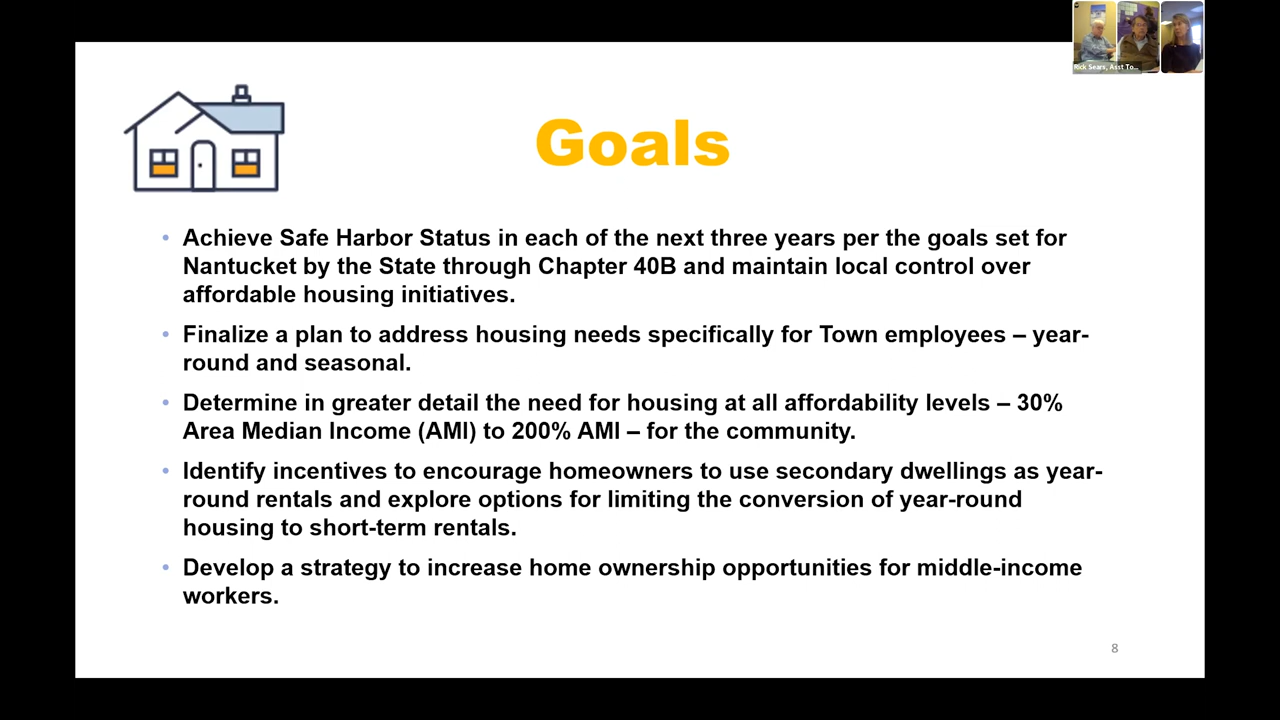 Rick Sears, Asst To...
Goals
• Achieve Safe Harbor Status in each of the next three years per the goals set for
Nantucket by the State through Chapter 40B and maintain local control over
affordable housing initiatives.
• Finalize a plan to address housing needs specifically for Town employees – year-
round and seasonal.
• Determine in greater detail the need for housing at all affordability levels – 30%
Area Median Income (AMI) to 200% AMI – for the community.
• Identify incentives to encourage homeowners to use secondary dwellings as year-
round rentals and explore options for limiting the conversion of year-round
housing to short-term rentals.
• Develop a strategy to increase home ownership opportunities for middle-income
workers.
8